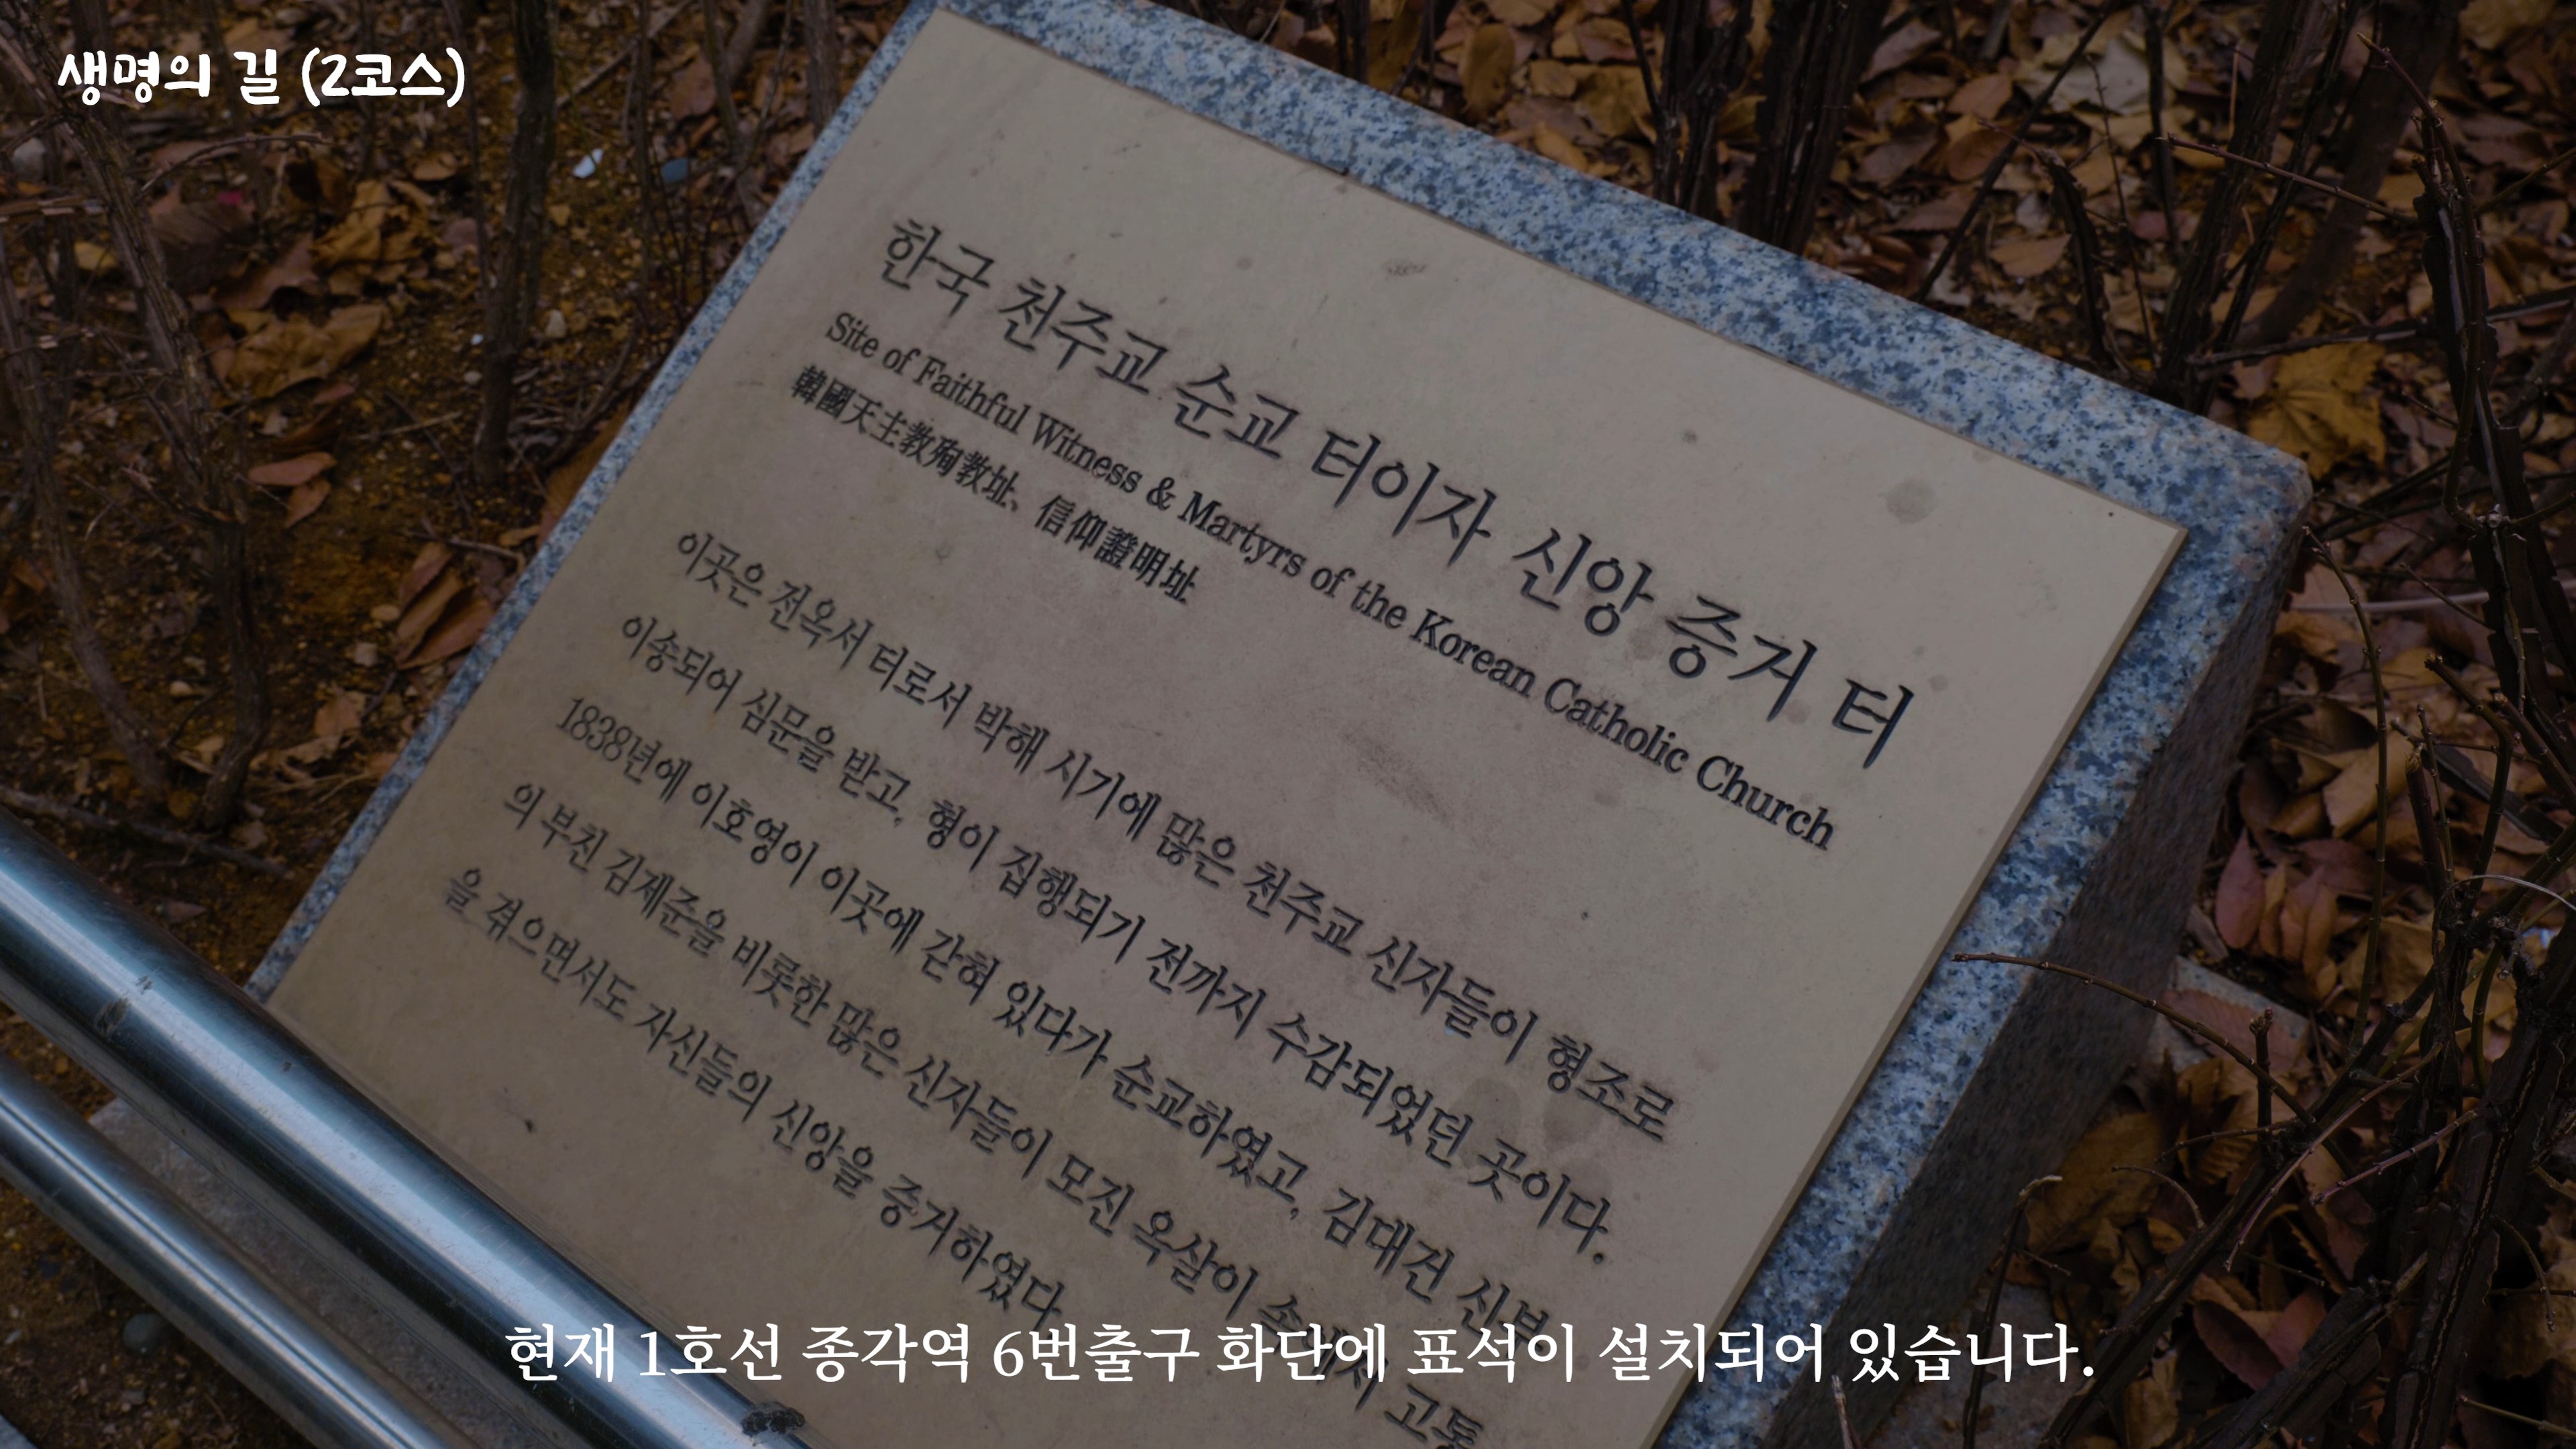 생명의 길 (2코스)
한국 천주교 순교 터이자 신앙 증거 터
Site of Faithful Witness & Martyrs of the Korean Catholic Church
韓國天主教殉教址、信仰證明址
이곳은 전옥서 터로서 박해 시기에 많은 천주교 신자들이 형조로
이송되어 심문을 받고, 형이 집행되기 전까지 수감되었던 곳이다.
1838년에 이호영이 이곳에 갇혀 있다가 순교하였고, 김대건 신부
의 부친 김제준을 비롯한 많은 신자들이 모진 옥살이 고통
을 겪으면서도 자신들의 신앙을 증거하였다.
현재 1호선 종각역 6번출구 화단에 표석이 설치되어 있습니다.